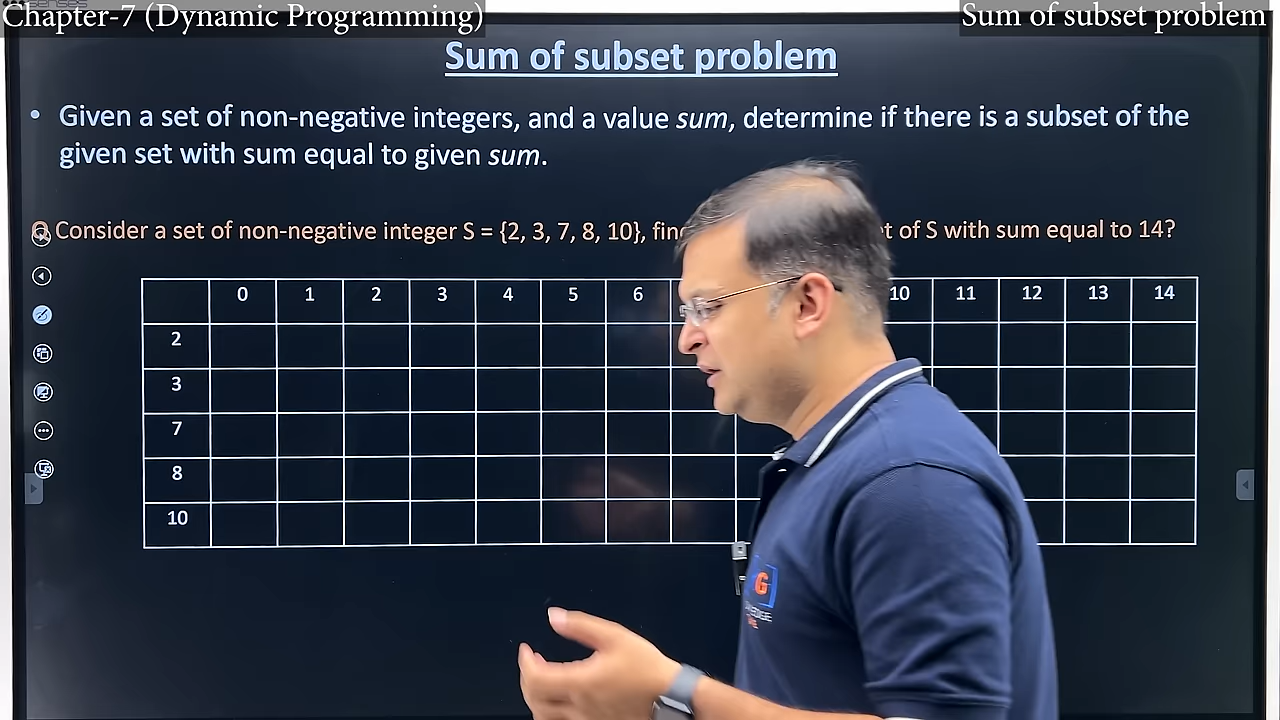 Chapter-7 (Dynamic Programming)
Sum of subset problem
Sum of subset problem
• Given a set of non-negative integers, and a value sum, determine if there is a subset of the
given set with sum equal to given sum.
Q Consider a set of non-negative integer S = {2, 3, 7, 8, 10}, of S with sum equal to 14?
0 1 2 3 4 5 6 10 11 12 13 14
2
3
7
8
10
G